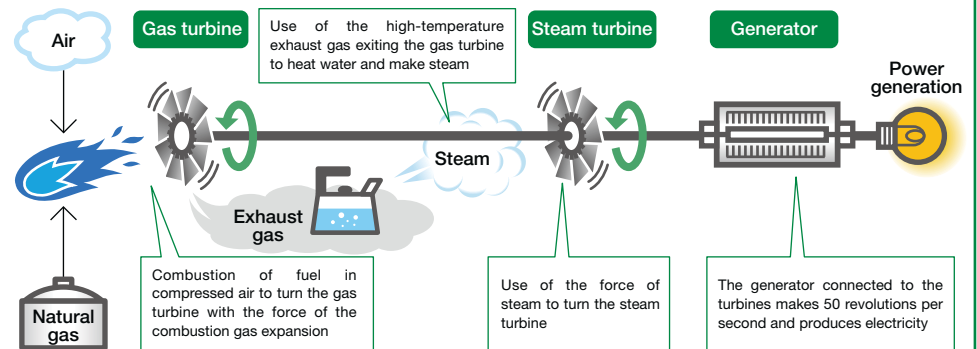 Air
Gas turbine
Use of the high-temperature
exhaust gas exiting the gas turbine
to heat water and make steam
Steam turbine
Generator
Power
generation
Steam
Exhaust
gas
Natural
gas
Combustion of fuel in
compressed air to turn the gas
turbine with the force of the
combustion gas expansion
Use of the force of
steam to turn the steam
turbine
The generator connected to the
turbines makes 50 revolutions per
second and produces electricity